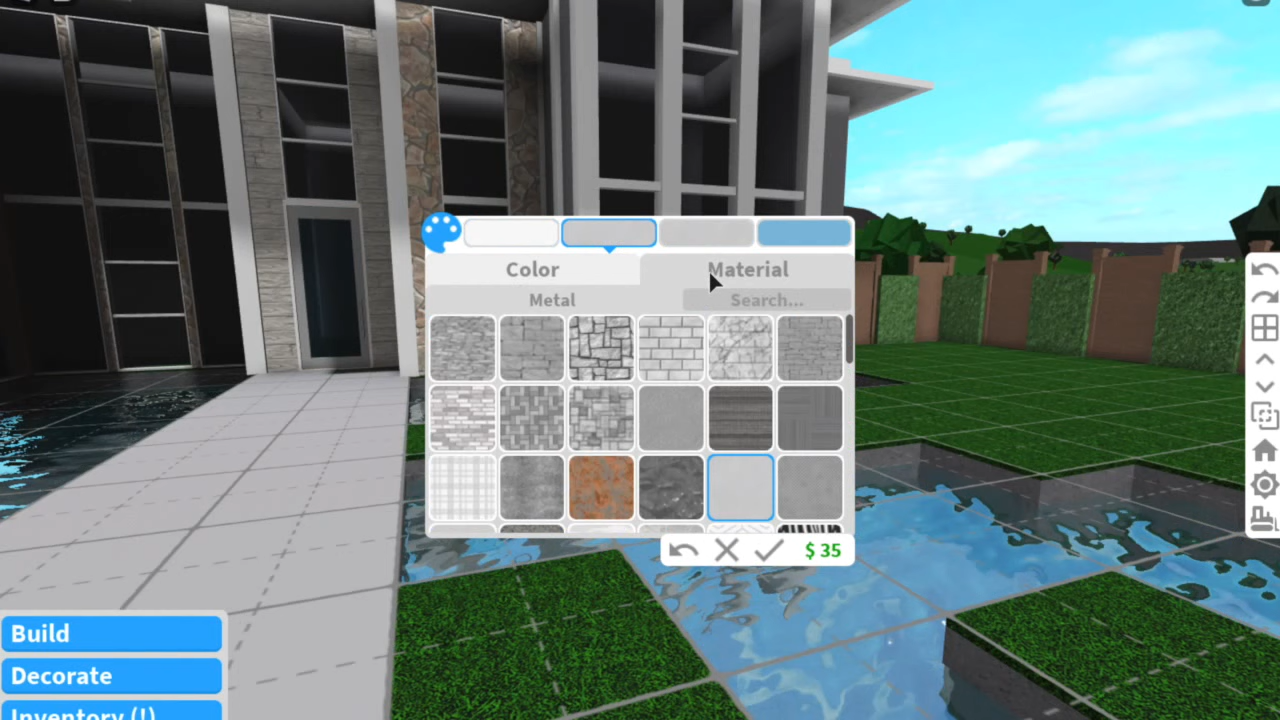 Color
Material
Metal
Search...
$ 35
Build
Decorate
Inventory (!)